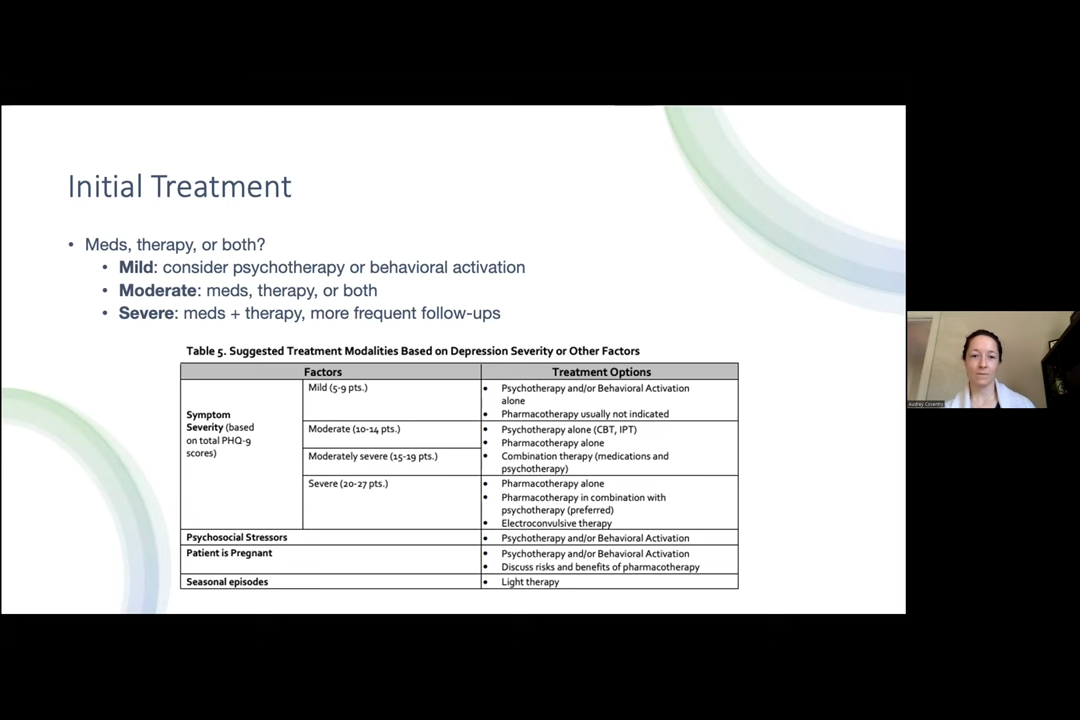 Initial Treatment
• Meds, therapy, or both?
• Mild: consider psychotherapy or behavioral activation
• Moderate: meds, therapy, or both
• Severe: meds + therapy, more frequent follow-ups
Table 5. Suggested Treatment Modalities Based on Depression Severity or Other Factors
Factors
Treatment Options
Symptom
Severity (based
on total PHQ-9
scores)
Mild (5-9 pts.)
• Psychotherapy and/or Behavioral Activation
alone
• Pharmacotherapy usually not indicated
Moderate (10-14 pts.)
Moderately severe (15-19 pts.)
• Psychotherapy alone (CBT, IPT)
• Pharmacotherapy alone
• Combination therapy (medications and
psychotherapy)
Severe (20-27 pts.)
• Pharmacotherapy alone
• Pharmacotherapy in combination with
psychotherapy (preferred)
• Electroconvulsive therapy
Psychosocial Stressors
• Psychotherapy and/or Behavioral Activation
Patient is Pregnant
• Psychotherapy and/or Behavioral Activation
• Discuss risks and benefits of pharmacotherapy
Seasonal episodes
• Light therapy
Audrey Coventry